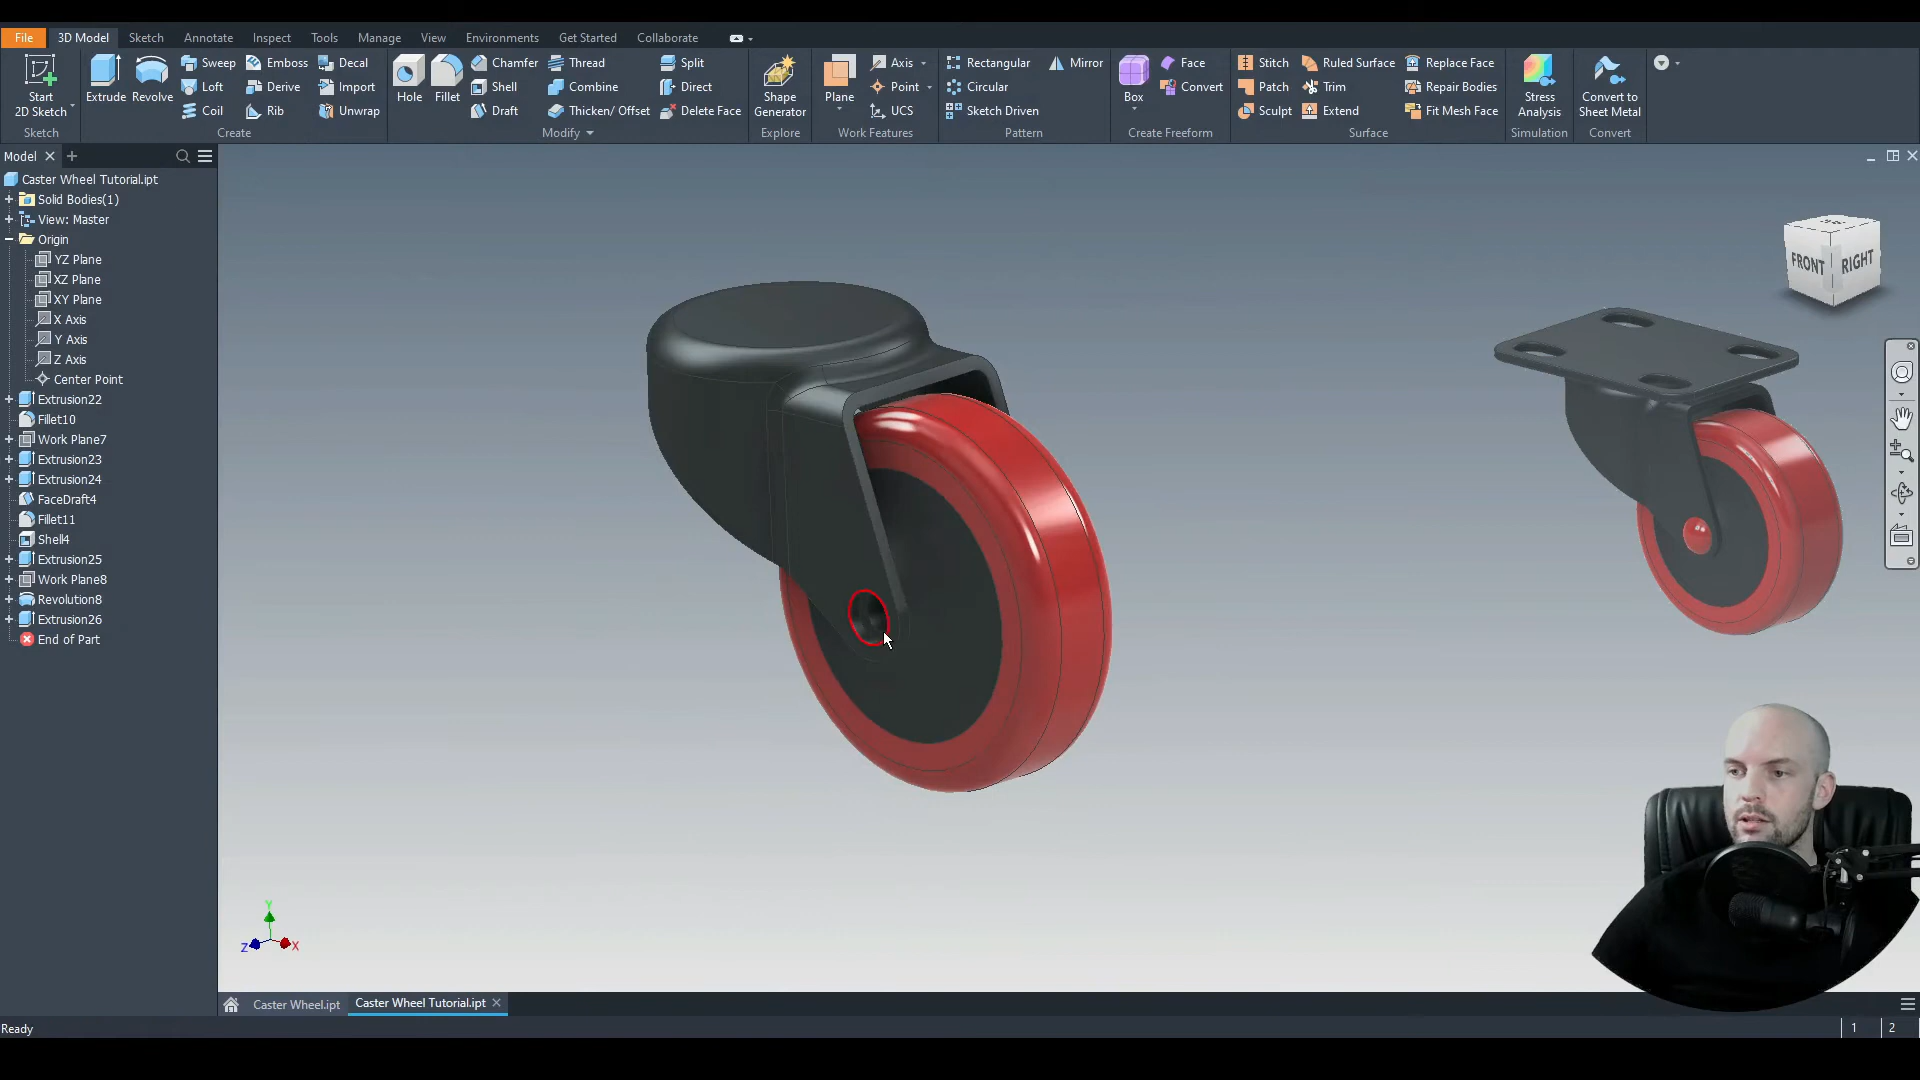 File 3D Model Sketch Annotate Inspect Tools Manage View Environments Get Started Collaborate
Start
2D Sketch
Sketch
Extrude Revolve
Sweep Emboss Decal
Loft Derive Import
Coil Rib Unwrap
Create
Hole Fillet
Chamfer Thread Split
Shell Combine Direct
Draft Thicken/ Offset Delete Face
Modify
Shape
Generator
Explore
Plane
Axis
Point
UCS
Work Features
Rectangular Mirror
Circular
Sketch Driven
Pattern
Box
Face
Convert
Create Freeform
Stitch Ruled Surface Replace Face
Patch Trim Repair Bodies
Sculpt Extend Fit Mesh Face
Surface
Stress
Analysis
Simulation
Convert to
Sheet Metal
Convert
Model
Caster Wheel Tutorial.ipt
Solid Bodies(1)
View: Master
Origin
YZ Plane
XZ Plane
XY Plane
X Axis
Y Axis
Z Axis
Center Point
Extrusion22
Fillet10
Work Plane7
Extrusion23
Extrusion24
FaceDraft4
Fillet11
Shell4
Extrusion25
Work Plane8
Revolution8
Extrusion26
End of Part
FRONT RIGHT
Y
Z X
Caster Wheel.ipt Caster Wheel Tutorial.ipt
Ready 1 2